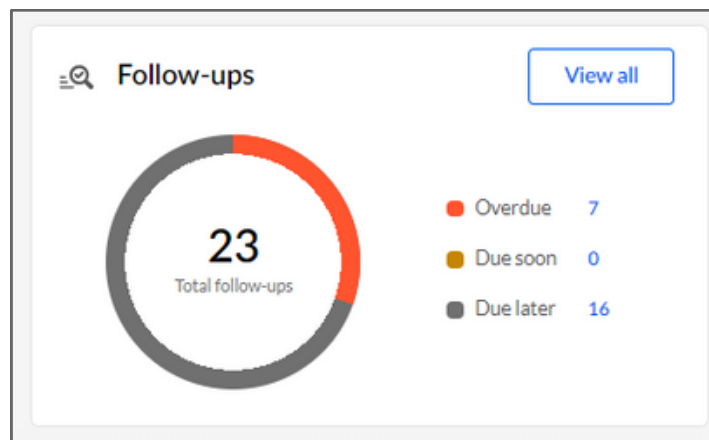 Follow-ups
View all
23
Total follow-ups
Overdue 7
Due soon 0
Due later 16